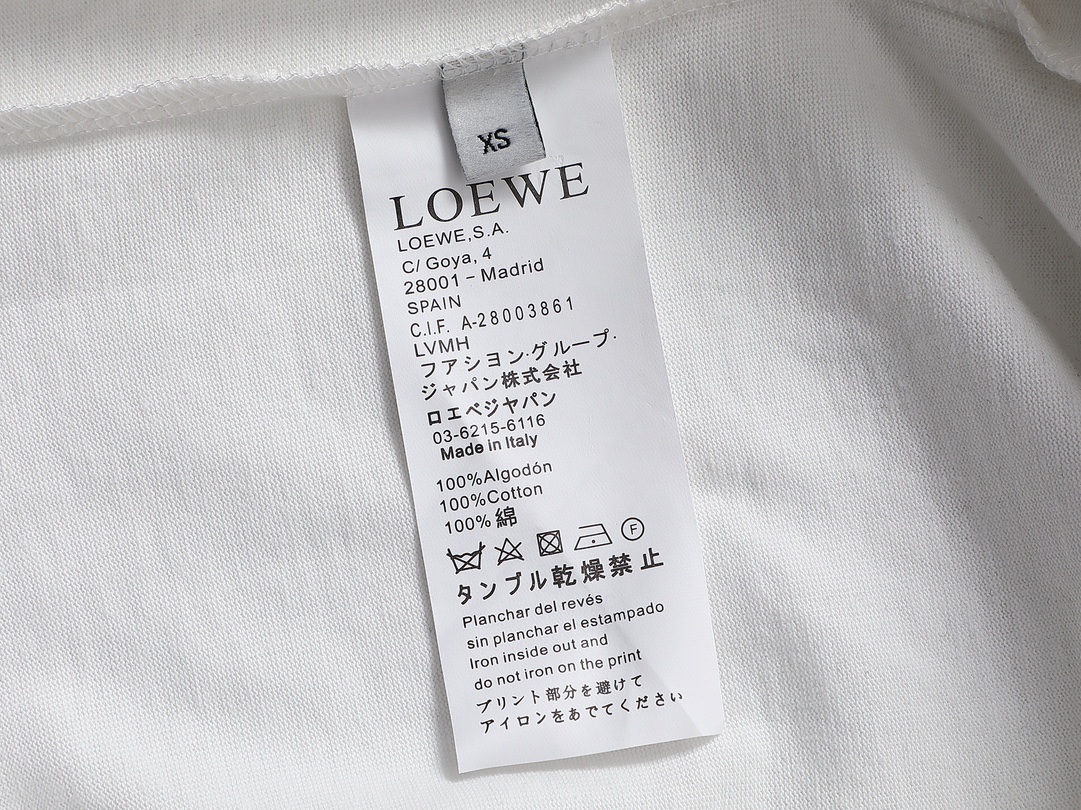 XS
LOEWE
LOEWE,S.A.
C/ Goya, 4
28001 - Madrid
SPAIN
C.I.F. A-28003861
LVMH
フアシヨン·グループ·
ジャパン株式会社
ロエベジヤパン
03-6215-6116
Made in Italy
100%Algodón
100%Cotton
100%綿
F
タンブル乾燥禁止
Planchar del revés
sin planchar el estampado
Iron inside out and
do not iron on the print
プリント部分を避けて
アイロンをあでてください